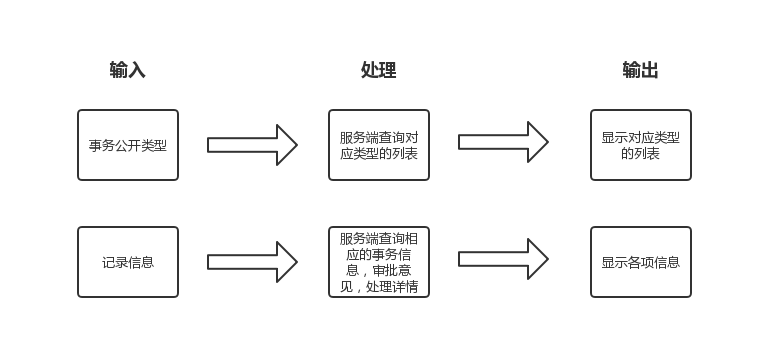 输入
处理
输出
事务公开类型
服务端查询对
应类型的列表
显示对应类型
的列表
记录信息
服务端查询相
应的事务信
息，审批意
见，处理详情
显示各项信息